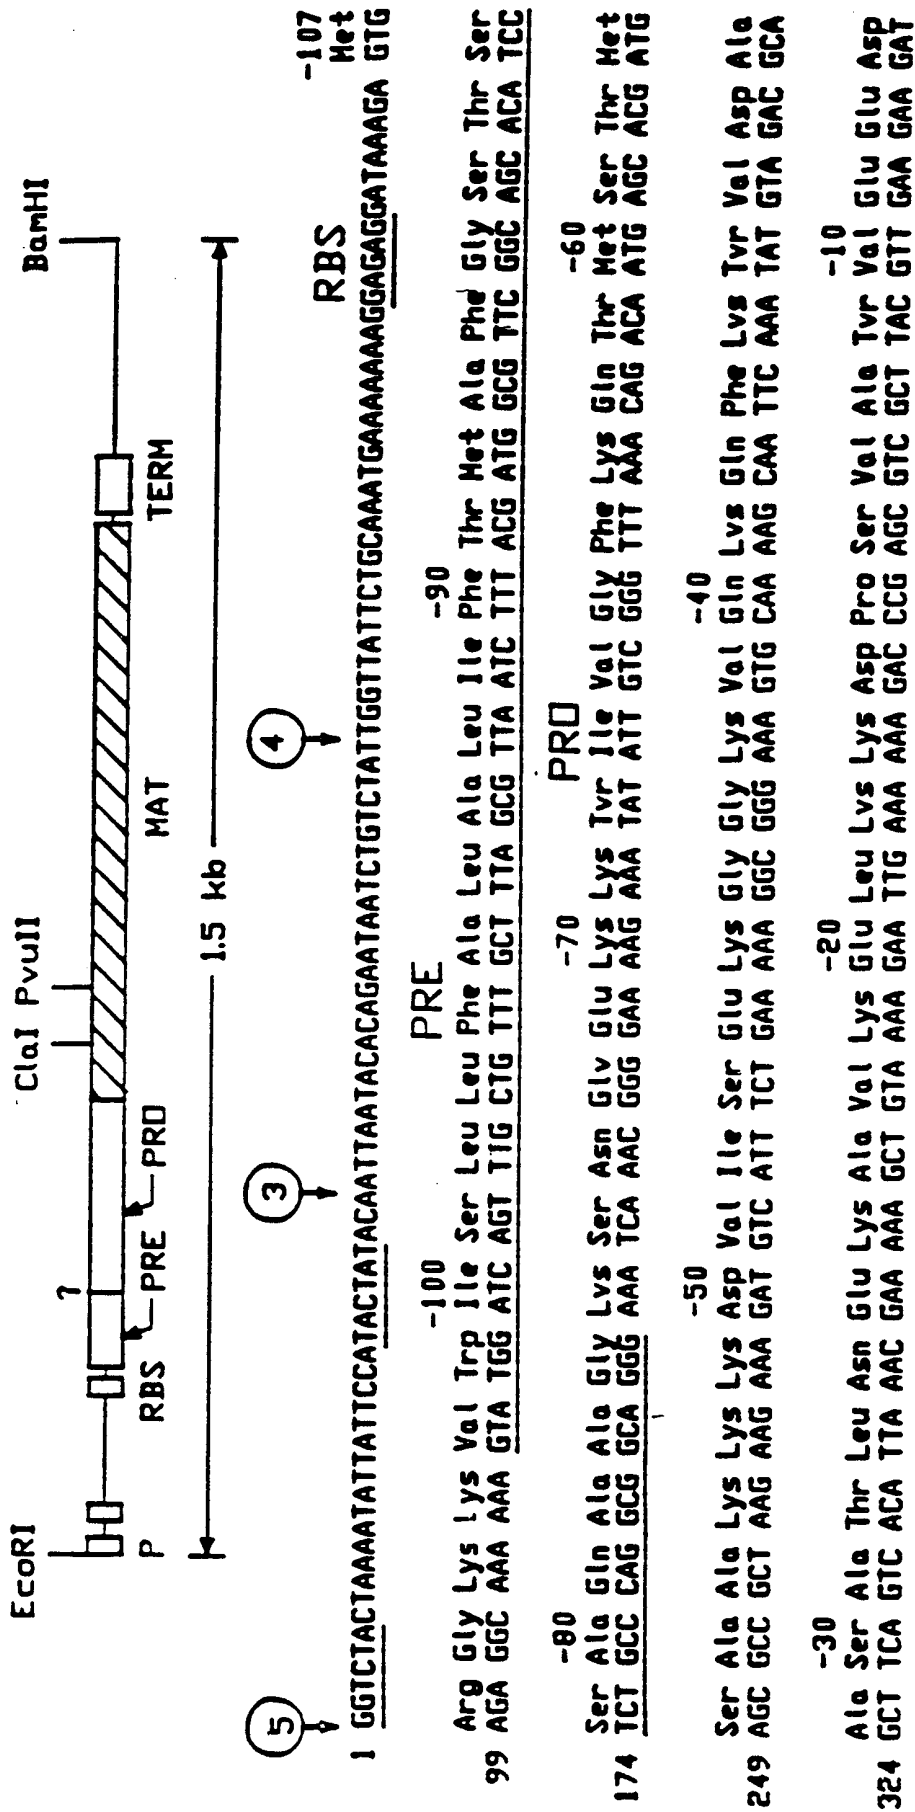 EcoRI
ClaI PvuII
BamHI
?
P
RBS
PRE
PRO
MAT
TERM
1.5 kb
5
3
4
RBS
-107
Met
1 GGTCTACTAAAATATTATTCCATACTATACAATTAATACACAGAATAATCTGTCTATTGGTTATTCTGCAAATGAAAAAAAGGAGAGGATAAAGA GTG
PRE
-100 -90
Arg Gly Lys Lys Val Trp Ile Ser Leu Leu Phe Ala Leu Ala Leu Ile Phe Thr Met Ala Phe Gly Ser Thr Ser
99 AGA GGC AAA AAA GTA TGG ATC AGT TTG CTG TTT GCT TTA GCG TTA ATC TTT ACG ATG GCG TTC GGC AGC ACA TCC
PRO
-80 -70 -60
Ser Ala Gln Ala Ala Gly Lvs Ser Asn Glv Glu Lys Lys Tvr Ile Val Gly Phe Lys Gln Thr Met Ser Thr Met
174 TCT GCC CAG GCG GCA GGG AAA TCA AAC GGG GAA AAG AAA TAT ATT GTC GGG TTT AAA CAG ACA ATG AGC ACG ATG
-50 -40
Ser Ala Ala Lys Lys Lys Asp Val Ile Ser Glu Lys Gly Gly Lys Val Gln Lvs Gln Phe Lvs Tvr Val Asp Ala
249 AGC GCC GCT AAG AAG AAA GAT GTC ATT TCT GAA AAA GGC GGG AAA GTG CAA AAG CAA TTC AAA TAT GTA GAC GCA
-30 -20 -10
Ala Ser Ala Thr Leu Asn Glu Lys Ala Val Lys Glu Leu Lvs Lys Asp Pro Ser Val Ala Tvr Val Glu Glu Asp
324 GCT TCA GTC ACA TTA AAC GAA AAA GCT GTA AAA GAA TTG AAA AAA GAC CCG AGC GTC GCT TAC GTT GAA GAA GAT